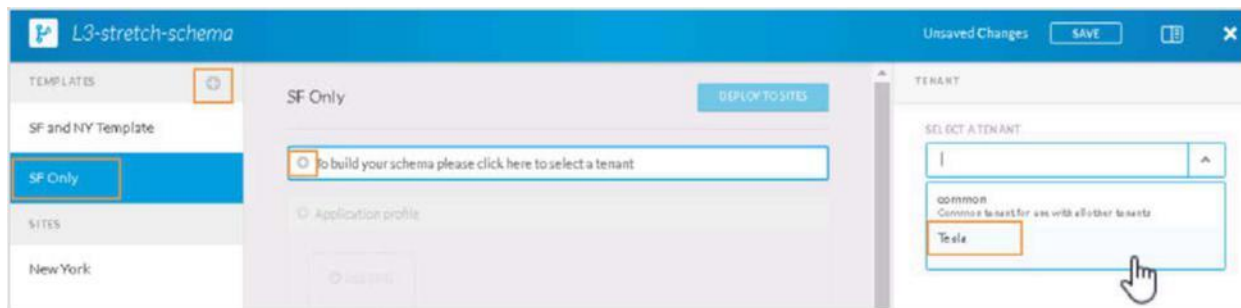 L3-stretch-schema
Unsaved Changes
SAVE
TEMPLATES
SF and NY Template
SF Only
SITES
New York
SF Only
DEPLOY TO SITES
To build your schema please click here to select a tenant
Application profile
TENANT
SELECT A TENANT
common
Common tenant for use with all other tenants
Tesla